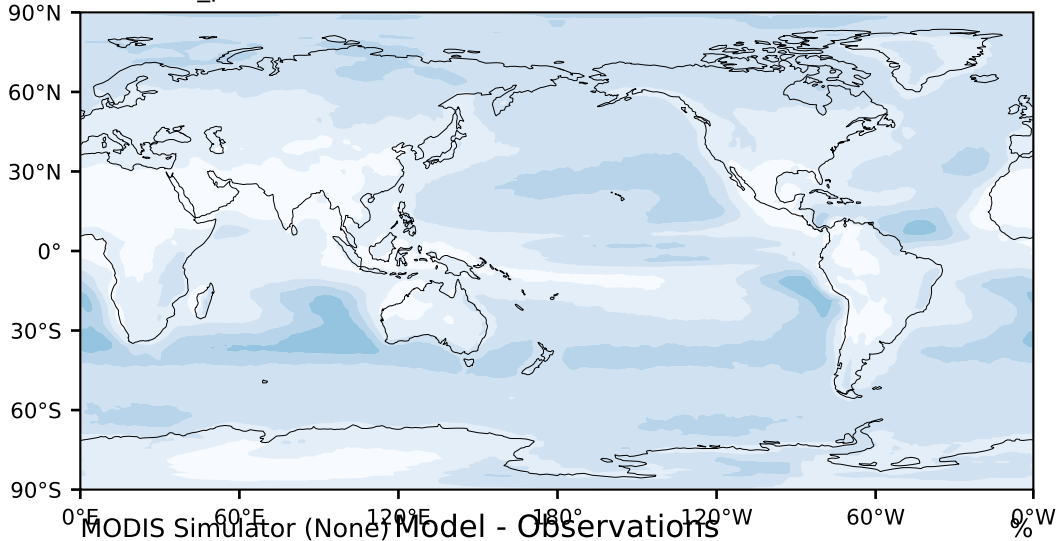 90°N
60°N
30°N
0°
30°S
60°S
90°S
0°E 60°E 120°E 180° 120°W 60°W 0°W
MODIS Simulator (None) Model - Observations %